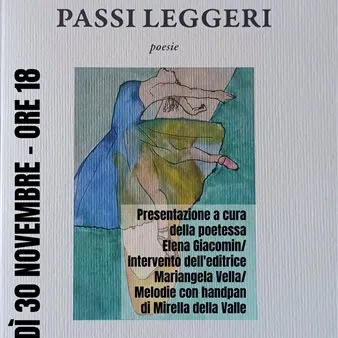 PASSI LEGGERI
poesie
DÌ 30 NOVEMBRE - ORE 18
Presentazione a cura
della poetessa
Elena Giacomin/
Intervento dell'editrice
Mariangela Vella/
Melodie con handpan
di Mirella della Valle